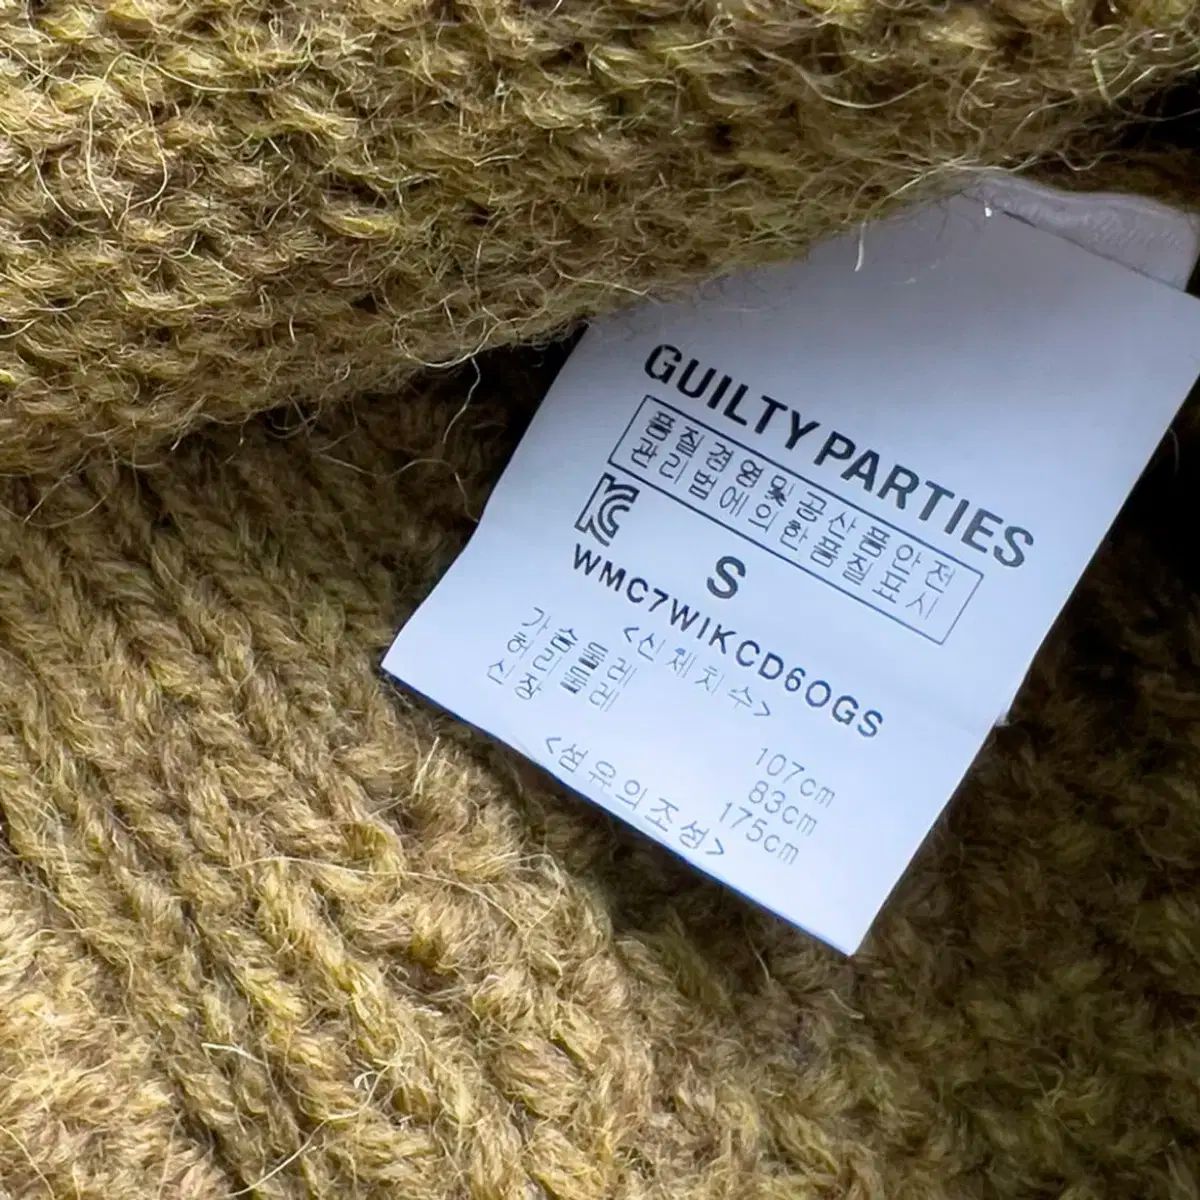 GUILTY PARTIES
품질경영및공산품안전
관리법에의한품질표시
S
WMC7WIKCD6OGS
<신체치수>
가슴둘레 107cm
허리둘레 83cm
신장 175cm
<섬유의조성>